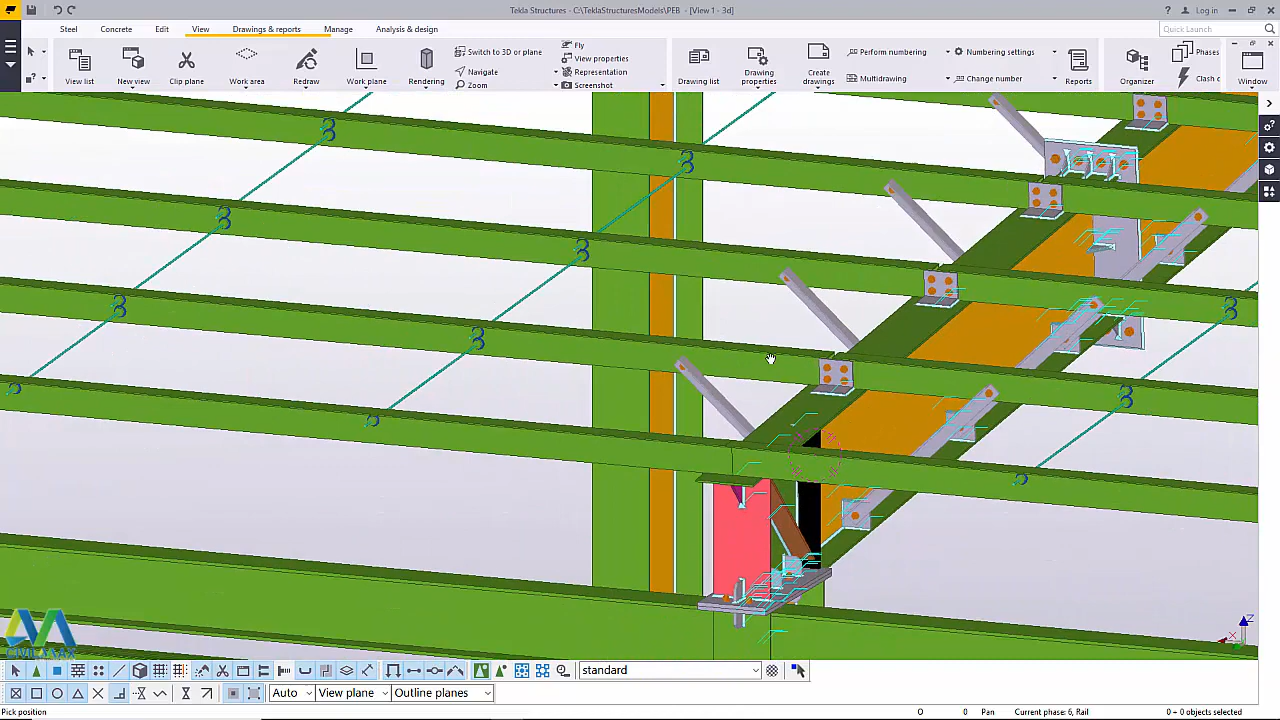 Tekla Structures - C:\TeklaStructuresModels\PEB - [View 1 - 3d]
Log in
Steel Concrete Edit View Drawings & reports Manage Analysis & design
Quick Launch
View list
New view
Clip plane
Work area
Redraw
Work plane
Rendering
Switch to 3D or plane
Navigate
Zoom
Fly
View properties
Representation
Screenshot
Drawing list
Drawing properties
Create drawings
Perform numbering
Multidrawing
Numbering settings
Change number
Reports
Organizer
Phases
Clash c
Window
Z
X
CIVILMAX
standard
Auto View plane Outline planes
Pick position
O 0 Pan Current phase: 6, Rail 0 + 0 objects selected